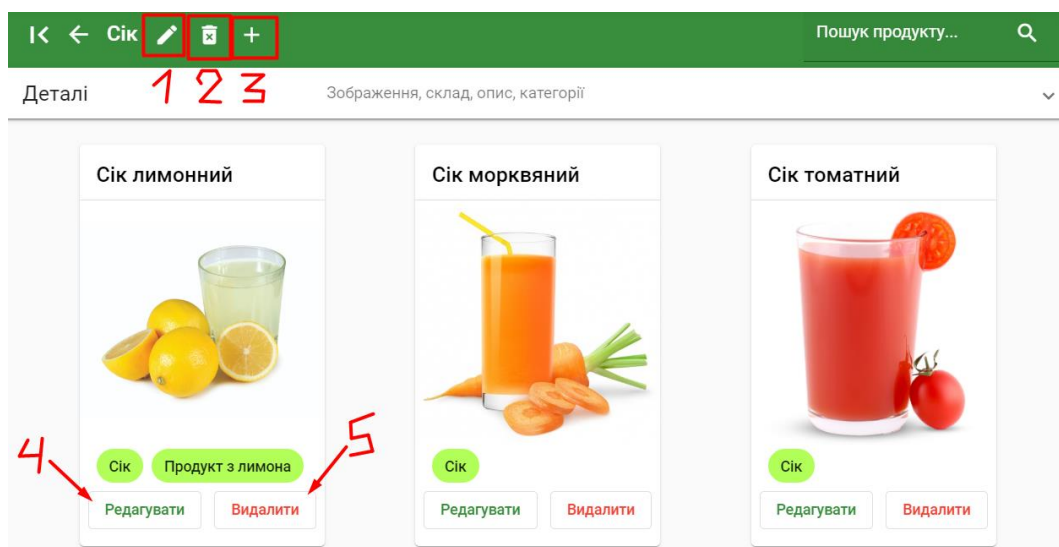 Сік
Пошук продукту...
1 2 3
Деталі
Зображення, склад, опис, категорії
Сік лимонний
Сік морквяний
Сік томатний
4
5
Сік
Продукт з лимона
Сік
Сік
Редагувати
Видалити
Редагувати
Видалити
Редагувати
Видалити